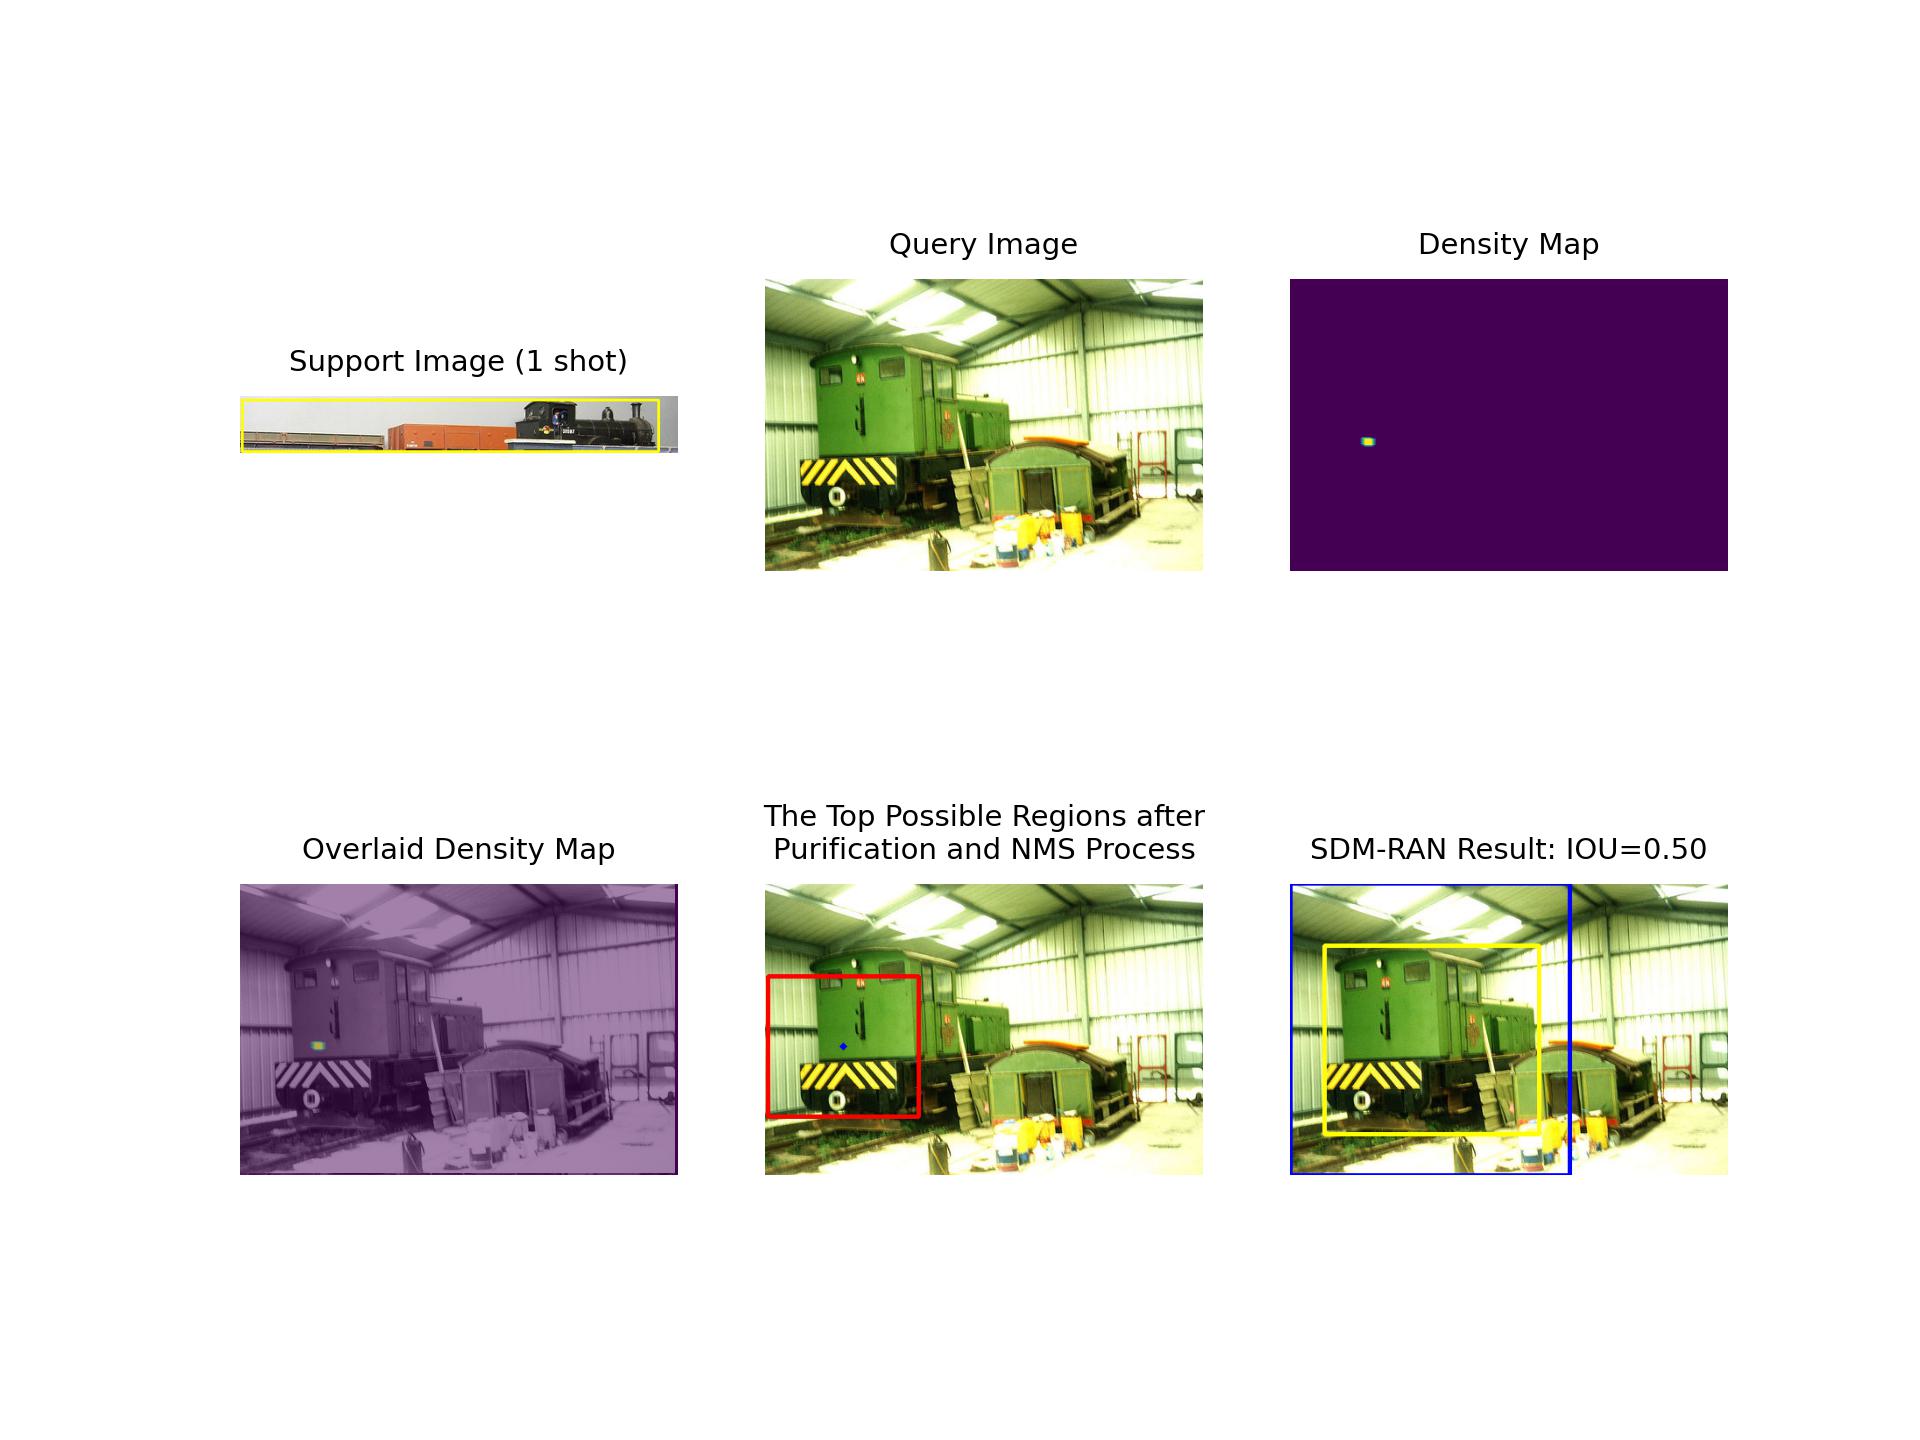 Query Image
Density Map
Support Image (1 shot)
Overlaid Density Map
The Top Possible Regions after
Purification and NMS Process
SDM-RAN Result: IOU=0.50